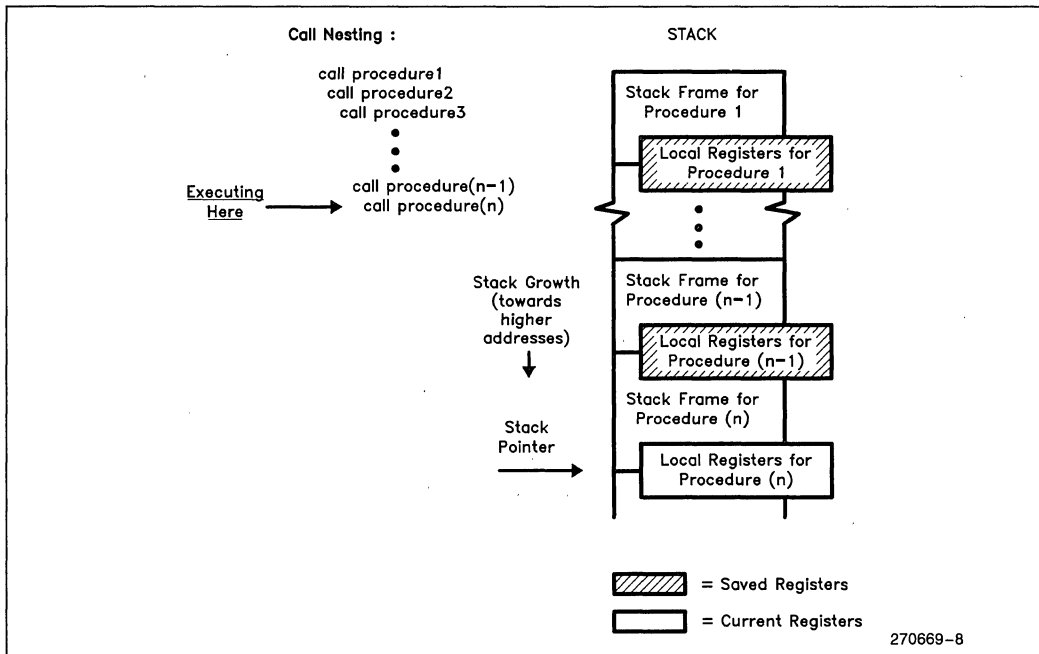 Call Nesting :
call procedure1
call procedure2
call procedure3
call procedure(n-1)
call procedure(n)
Executing
Here
Stack Growth
(towards
higher
addresses)
Stack
Pointer
STACK
Stack Frame for
Procedure 1
Local Registers for
Procedure 1
Stack Frame for
Procedure (n-1)
Local Registers for
Procedure (n-1)
Stack Frame for
Procedure (n)
Local Registers for
Procedure (n)
= Saved Registers
= Current Registers
270669-8